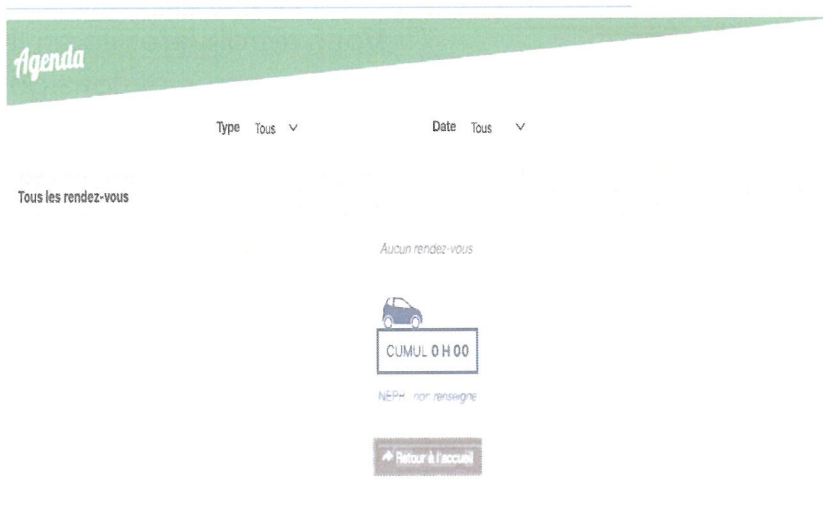 Agenda
Type Tous Date Tous
Tous les rendez-vous
Aucun rendez-vous
CUMUL 0 H 00
NEPH : non renseigné
Retour à l'accueil